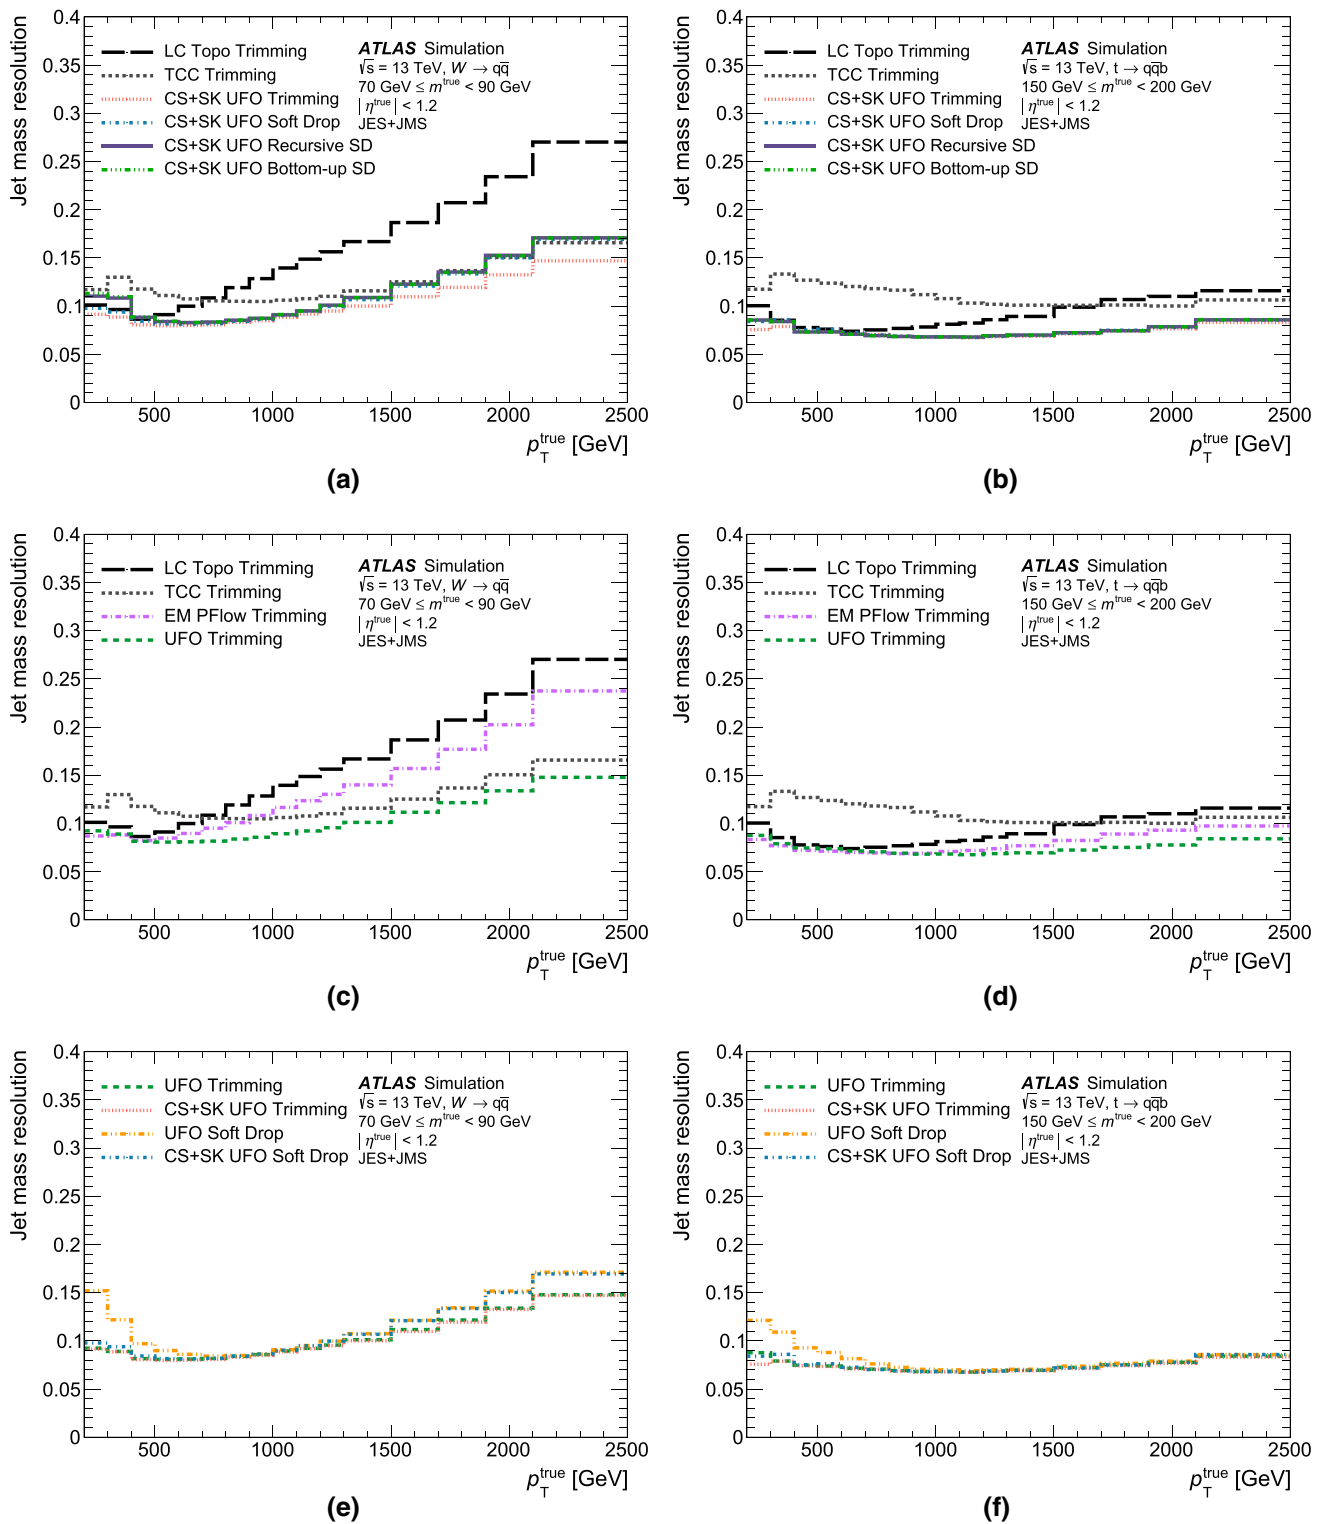 Jet mass resolution
0.4
0.35
0.3
0.25
0.2
0.15
0.1
0.05
0
LC Topo Trimming
TCC Trimming
CS+SK UFO Trimming
CS+SK UFO Soft Drop
CS+SK UFO Recursive SD
CS+SK UFO Bottom-up SD
ATLAS Simulation
√s = 13 TeV, W → qq̅
70 GeV ≤ m^true < 90 GeV
| η^true | < 1.2
JES+JMS
500 1000 1500 2000 2500
p_T^true [GeV]
(a)
Jet mass resolution
0.4
0.35
0.3
0.25
0.2
0.15
0.1
0.05
0
LC Topo Trimming
TCC Trimming
CS+SK UFO Trimming
CS+SK UFO Soft Drop
CS+SK UFO Recursive SD
CS+SK UFO Bottom-up SD
ATLAS Simulation
√s = 13 TeV, t → qq̅b
150 GeV ≤ m^true < 200 GeV
| η^true | < 1.2
JES+JMS
500 1000 1500 2000 2500
p_T^true [GeV]
(b)
Jet mass resolution
0.4
0.35
0.3
0.25
0.2
0.15
0.1
0.05
0
LC Topo Trimming
TCC Trimming
EM PFlow Trimming
UFO Trimming
ATLAS Simulation
√s = 13 TeV, W → qq̅
70 GeV ≤ m^true < 90 GeV
| η^true | < 1.2
JES+JMS
500 1000 1500 2000 2500
p_T^true [GeV]
(c)
Jet mass resolution
0.4
0.35
0.3
0.25
0.2
0.15
0.1
0.05
0
LC Topo Trimming
TCC Trimming
EM PFlow Trimming
UFO Trimming
ATLAS Simulation
√s = 13 TeV, t → qq̅b
150 GeV ≤ m^true < 200 GeV
| η^true | < 1.2
JES+JMS
500 1000 1500 2000 2500
p_T^true [GeV]
(d)
Jet mass resolution
0.4
0.35
0.3
0.25
0.2
0.15
0.1
0.05
0
UFO Trimming
CS+SK UFO Trimming
UFO Soft Drop
CS+SK UFO Soft Drop
ATLAS Simulation
√s = 13 TeV, W → qq̅
70 GeV ≤ m^true < 90 GeV
| η^true | < 1.2
JES+JMS
500 1000 1500 2000 2500
p_T^true [GeV]
(e)
Jet mass resolution
0.4
0.35
0.3
0.25
0.2
0.15
0.1
0.05
0
UFO Trimming
CS+SK UFO Trimming
UFO Soft Drop
CS+SK UFO Soft Drop
ATLAS Simulation
√s = 13 TeV, t → qq̅b
150 GeV ≤ m^true < 200 GeV
| η^true | < 1.2
JES+JMS
500 1000 1500 2000 2500
p_T^true [GeV]
(f)